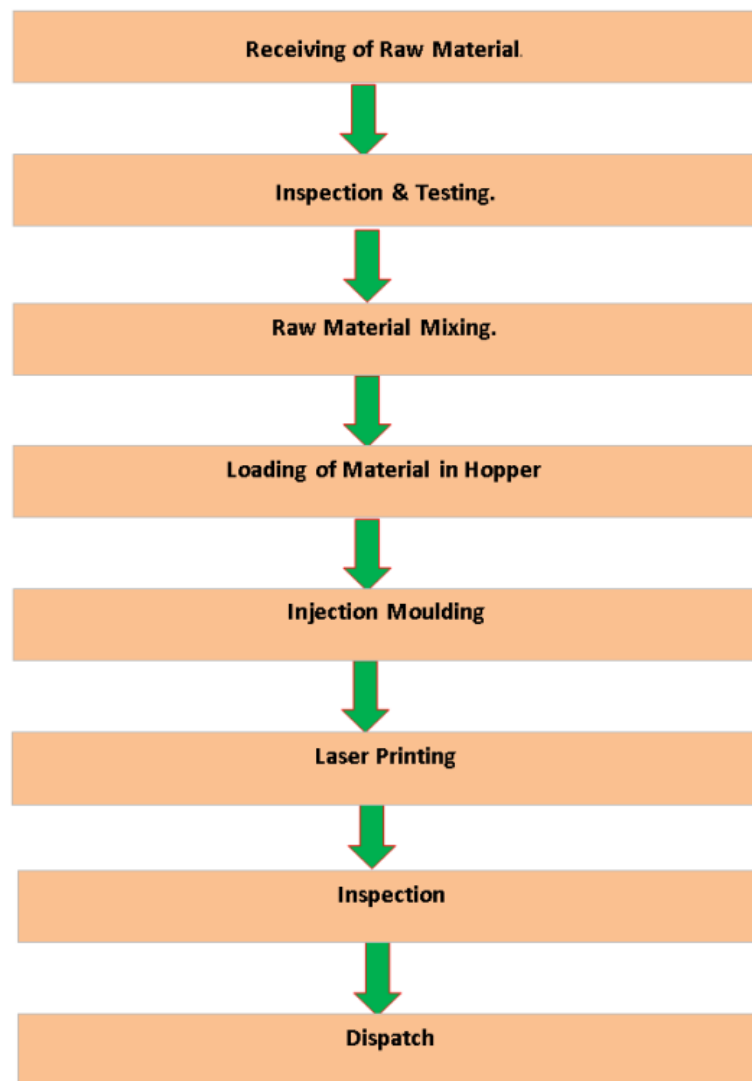 Receiving of Raw Material.
Inspection & Testing.
Raw Material Mixing.
Loading of Material in Hopper
Injection Moulding
Laser Printing
Inspection
Dispatch